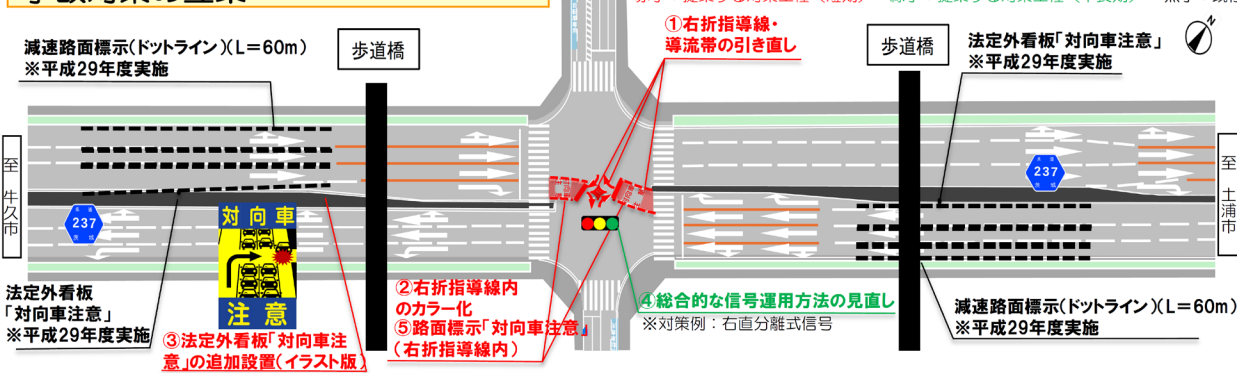 減速路面標示(ドットライン)(L=60m)
※平成29年度実施
歩道橋
①右折指導線・
導流帯の引き直し
歩道橋
法定外看板「対向車注意」
※平成29年度実施
N
至 牛久市
237
茨城
対向車
注意
237
茨城
至 土浦市
法定外看板
「対向車注意」
※平成29年度実施
③法定外看板「対向車注
意」の追加設置(イラスト版)
②右折指導線内
のカラー化
⑤路面標示「対向車注意」
(右折指導線内)
④総合的な信号運用方法の見直し
※対策例:右直分離式信号
減速路面標示(ドットライン)(L=60m)
※平成29年度実施